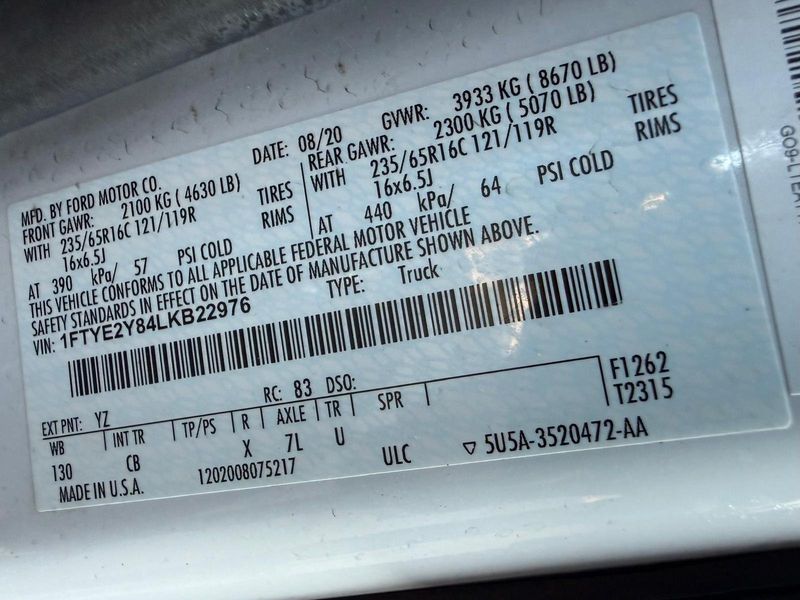 MFD. BY FORD MOTOR CO. DATE: 08/20 GVWR: 3933 KG ( 8670 LB)
FRONT GAWR: 2100 KG ( 4630 LB) REAR GAWR: 2300 KG ( 5070 LB)
WITH 235/65R16C 121/119R TIRES WITH 235/65R16C 121/119R TIRES
16x6.5J RIMS 16x6.5J RIMS
AT 390 kPa/ 57 PSI COLD AT 440 kPa/ 64 PSI COLD
THIS VEHICLE CONFORMS TO ALL APPLICABLE FEDERAL MOTOR VEHICLE
SAFETY STANDARDS IN EFFECT ON THE DATE OF MANUFACTURE SHOWN ABOVE.
VIN: 1FTYE2Y84LKB22976 TYPE: Truck
EXT PNT: YZ RC: 83 DSO: F1262
WB INT TR TP/PS R AXLE TR SPR T2315
130 CB X 7L U ULC ▽ 5U5A-3520472-AA
MADE IN U.S.A. 1202008075217